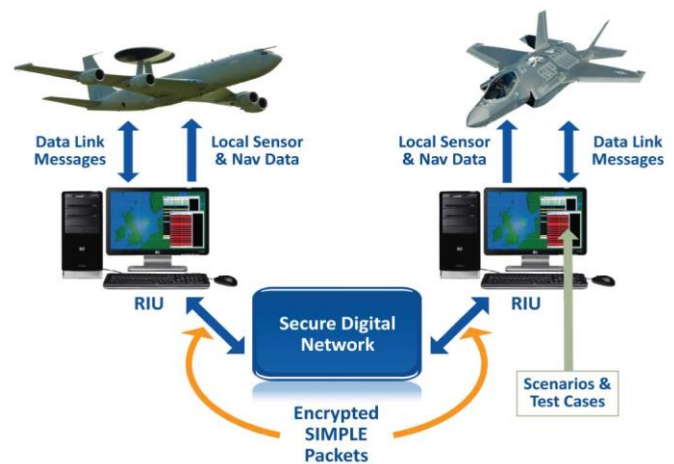 Data Link
Messages
Local Sensor
& Nav Data
Local Sensor
& Nav Data
Data Link
Messages
RIU
RIU
Secure Digital
Network
Scenarios &
Test Cases
Encrypted
SIMPLE
Packets